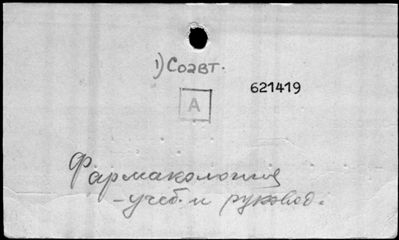 1) Соавт.
621419
А
Фармакология
- учеб. и руковод.